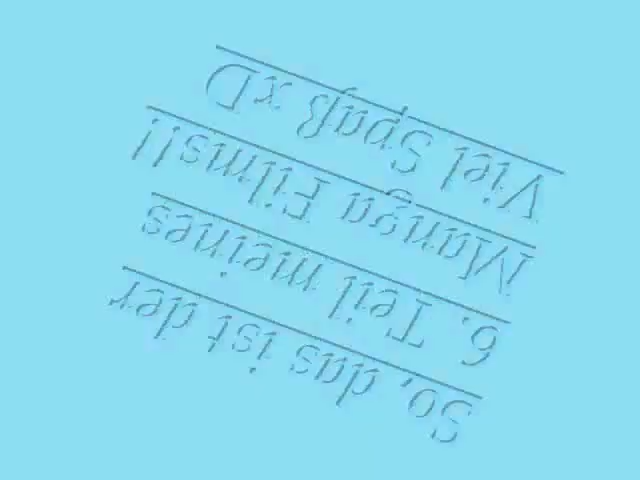 So, das ist der
6. Teil meines
Manga Films!!
Viel Spaß xD